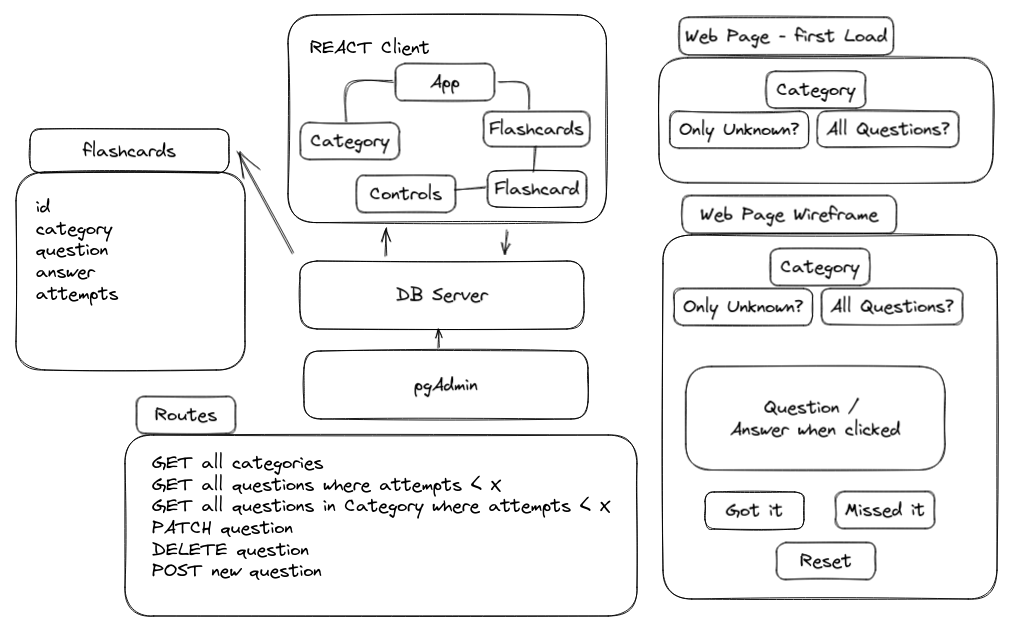 REACT Client
App
Category
Flashcards
Controls
Flashcard
flashcards
id
category
question
answer
attempts
DB Server
pgAdmin
Routes
GET all categories
GET all questions where attempts < x
GET all questions in Category where attempts < x
PATCH question
DELETE question
POST new question
Web Page - first Load
Category
Only Unknown?
All Questions?
Web Page Wireframe
Category
Only Unknown?
All Questions?
Question /
Answer when clicked
Got it
Missed it
Reset